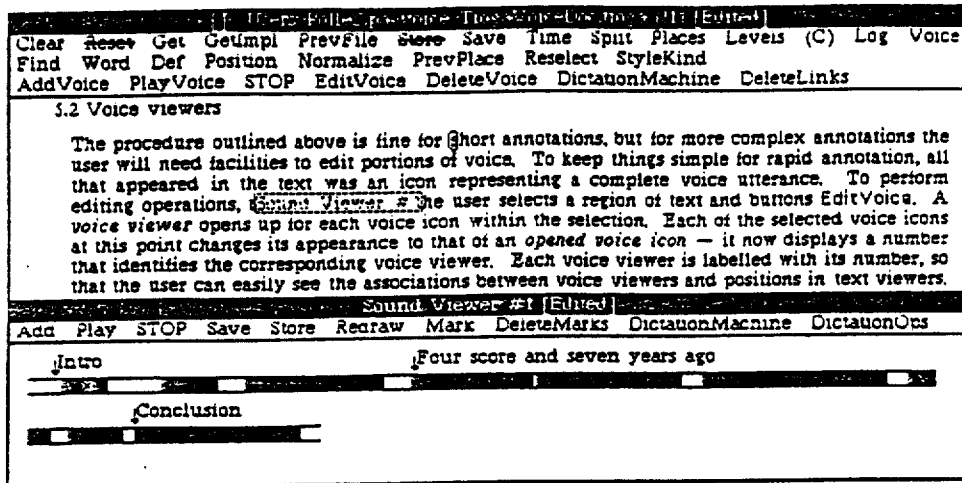 [Edited]
Clear Reset Get GetImpl PrevFile Store Save Time Split Places Levels (C) Log Voice
Find Word Def Position Normalize PrevPlace Reselect StyleKind
AddVoice PlayVoice STOP EditVoice DeleteVoice DictationMachine DeleteLinks
5.2 Voice viewers
The procedure outlined above is fine for short annotations, but for more complex annotations the
user will need facilities to edit portions of voice. To keep things simple for rapid annotation, all
that appeared in the text was an icon representing a complete voice utterance. To perform
editing operations, Sound Viewer # the user selects a region of text and buttons EditVoice. A
voice viewer opens up for each voice icon within the selection. Each of the selected voice icons
at this point changes its appearance to that of an opened voice icon — it now displays a number
that identifies the corresponding voice viewer. Each voice viewer is labelled with its number, so
that the user can easily see the associations between voice viewers and positions in text viewers.
Sound Viewer #1 [Edited]
Add Play STOP Save Store Redraw Mark DeleteMarks DictationMachine DictationOps
Intro Four score and seven years ago
Conclusion